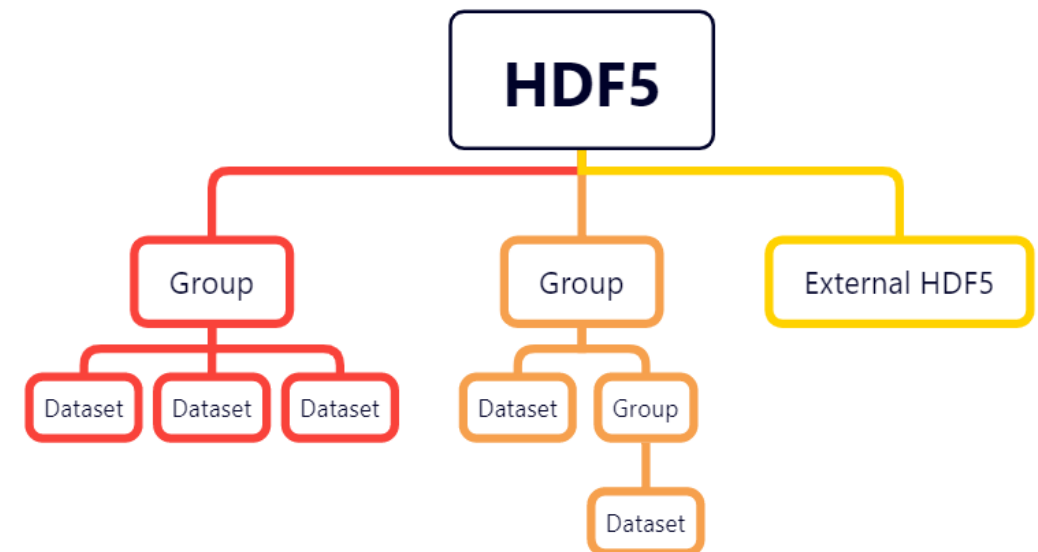 HDF5
Group
Group
External HDF5
Dataset
Dataset
Dataset
Dataset
Group
Dataset